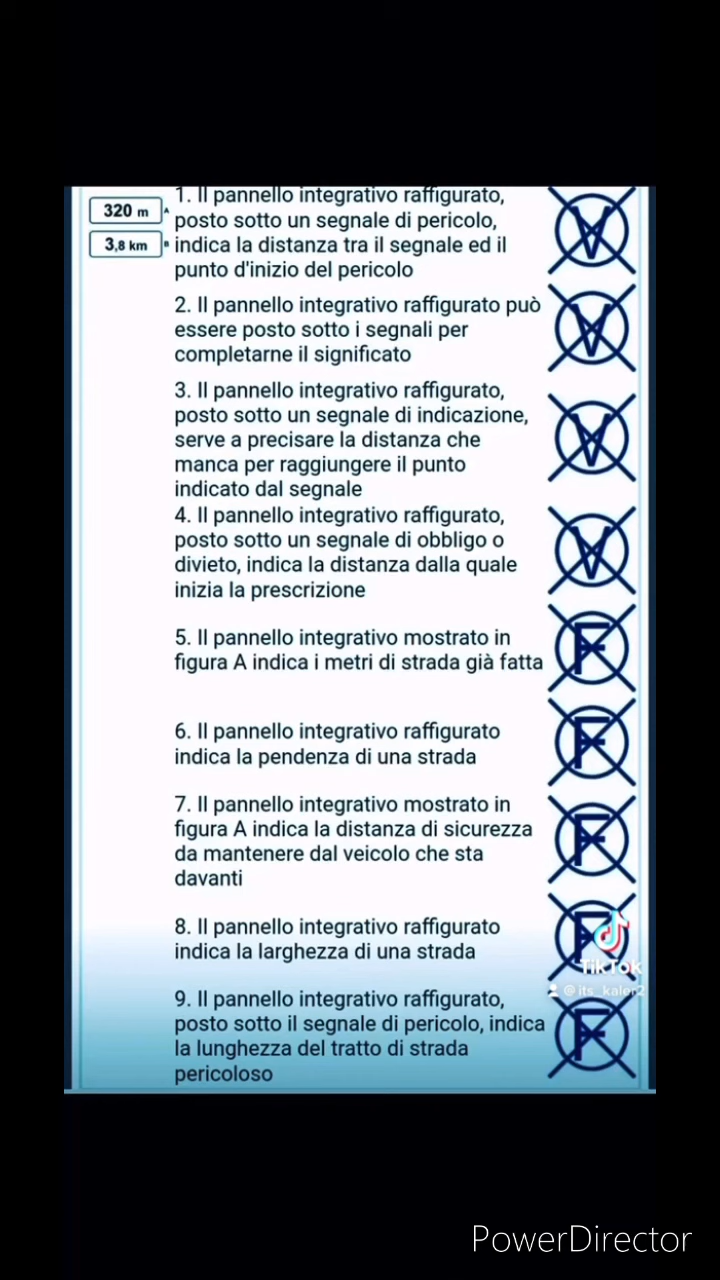 320 m A
3,8 km B
1. Il pannello integrativo raffigurato,
posto sotto un segnale di pericolo,
indica la distanza tra il segnale ed il
punto d'inizio del pericolo
V
2. Il pannello integrativo raffigurato può
essere posto sotto i segnali per
completarne il significato
V
3. Il pannello integrativo raffigurato,
posto sotto un segnale di indicazione,
serve a precisare la distanza che
manca per raggiungere il punto
indicato dal segnale
V
4. Il pannello integrativo raffigurato,
posto sotto un segnale di obbligo o
divieto, indica la distanza dalla quale
inizia la prescrizione
V
5. Il pannello integrativo mostrato in
figura A indica i metri di strada già fatta
F
6. Il pannello integrativo raffigurato
indica la pendenza di una strada
F
7. Il pannello integrativo mostrato in
figura A indica la distanza di sicurezza
da mantenere dal veicolo che sta
davanti
F
8. Il pannello integrativo raffigurato
indica la larghezza di una strada
F
TikTok
@its_kaler2
9. Il pannello integrativo raffigurato,
posto sotto il segnale di pericolo, indica
la lunghezza del tratto di strada
pericoloso
F
PowerDirector